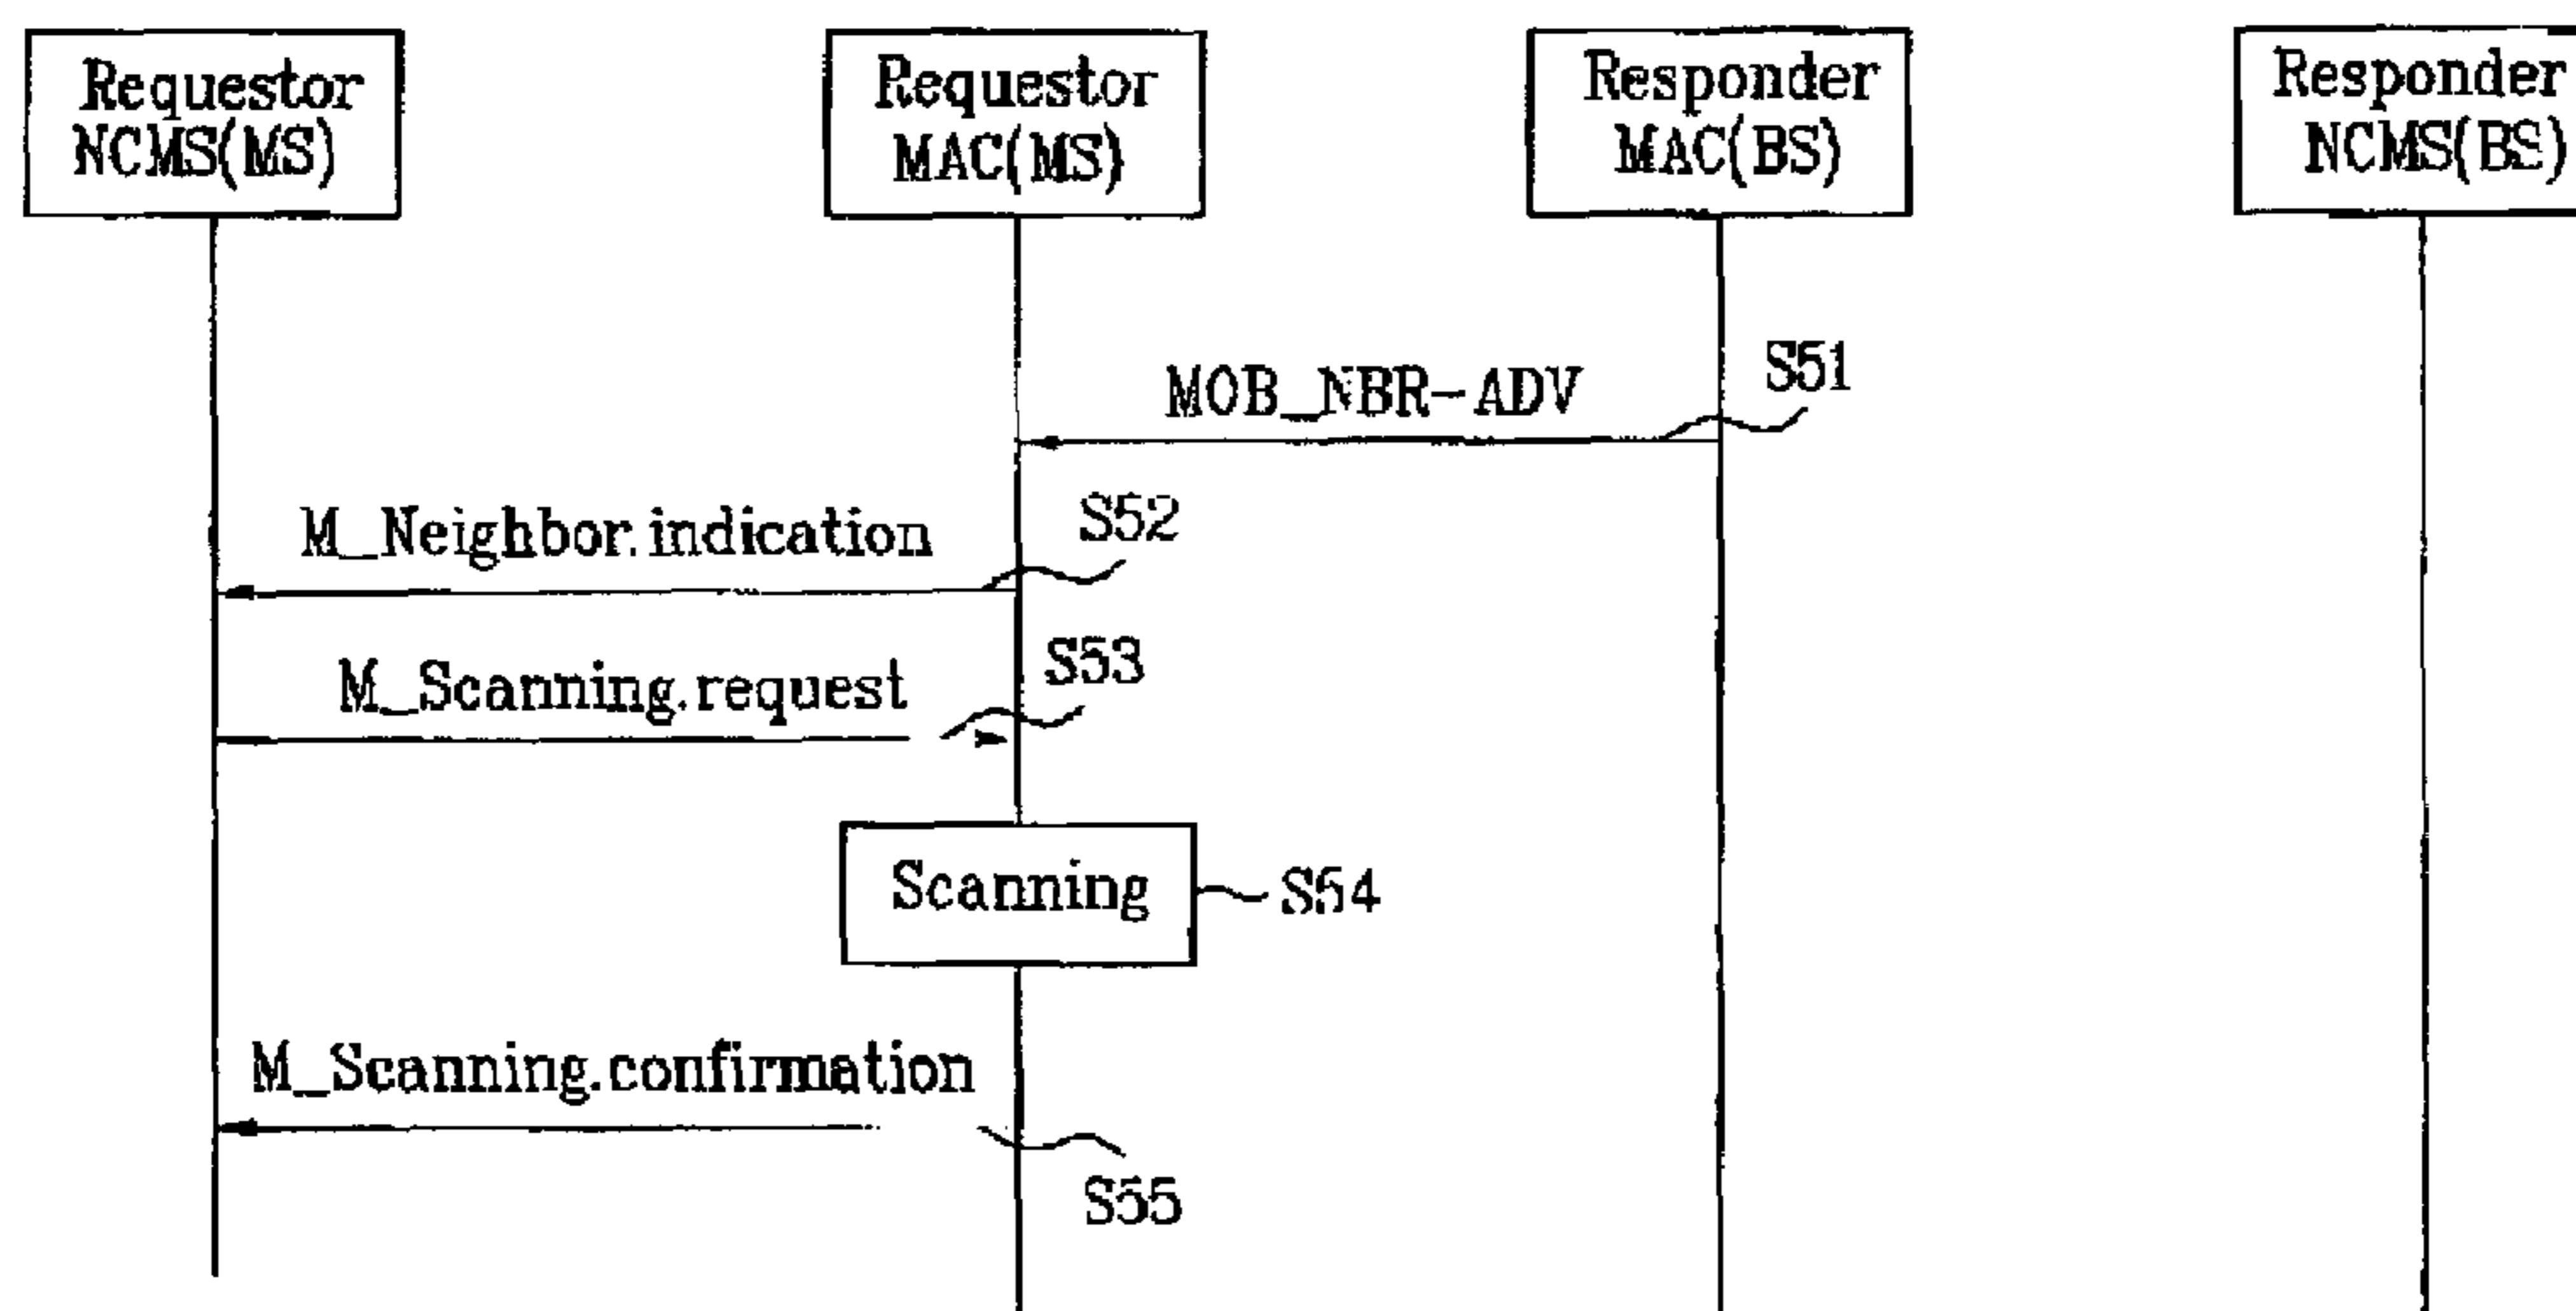 Requestor
NCMS(MS)
Requestor
MAC(MS)
Responder
MAC(BS)
Responder
NCMS(BS)
MOB_NBR-ADV
S51
M_Neighbor.indication
S52
M_Scanning.request
S53
Scanning
S54
M_Scanning.confirmation
S55